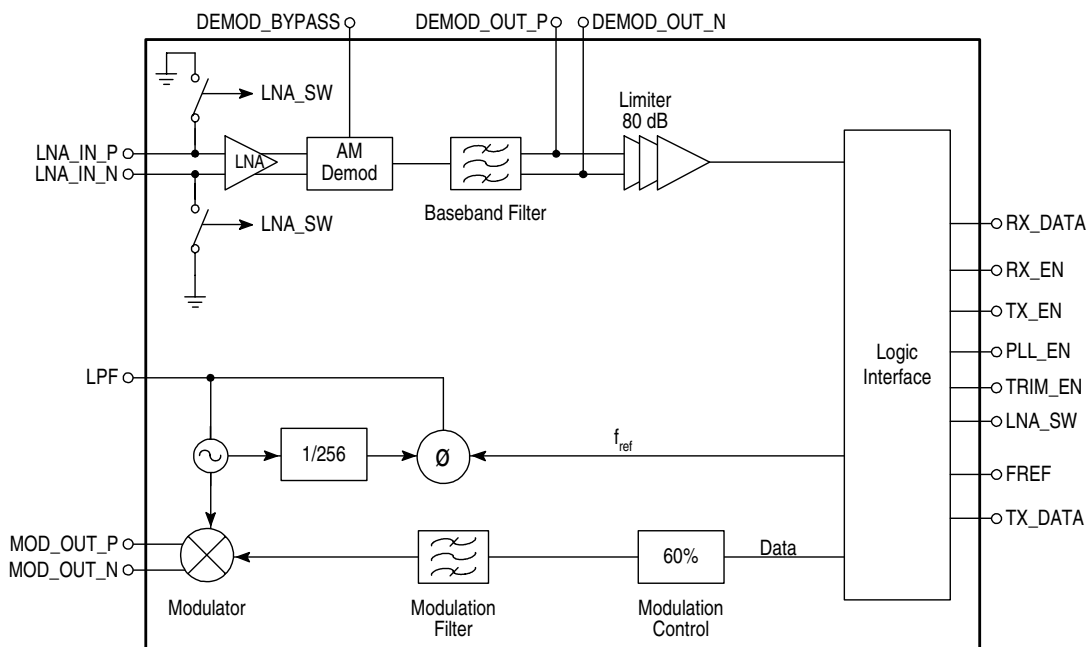 DEMOD_BYPASS
DEMOD_OUT_P
DEMOD_OUT_N
LNA_SW
Limiter
80 dB
LNA_IN_P
LNA_IN_N
LNA
AM
Demod
Baseband Filter
LNA_SW
RX_DATA
RX_EN
TX_EN
PLL_EN
TRIM_EN
LNA_SW
FREF
TX_DATA
Logic
Interface
LPF
1/256
Ø
fref
MOD_OUT_P
MOD_OUT_N
60%
Data
Modulator
Modulation
Filter
Modulation
Control